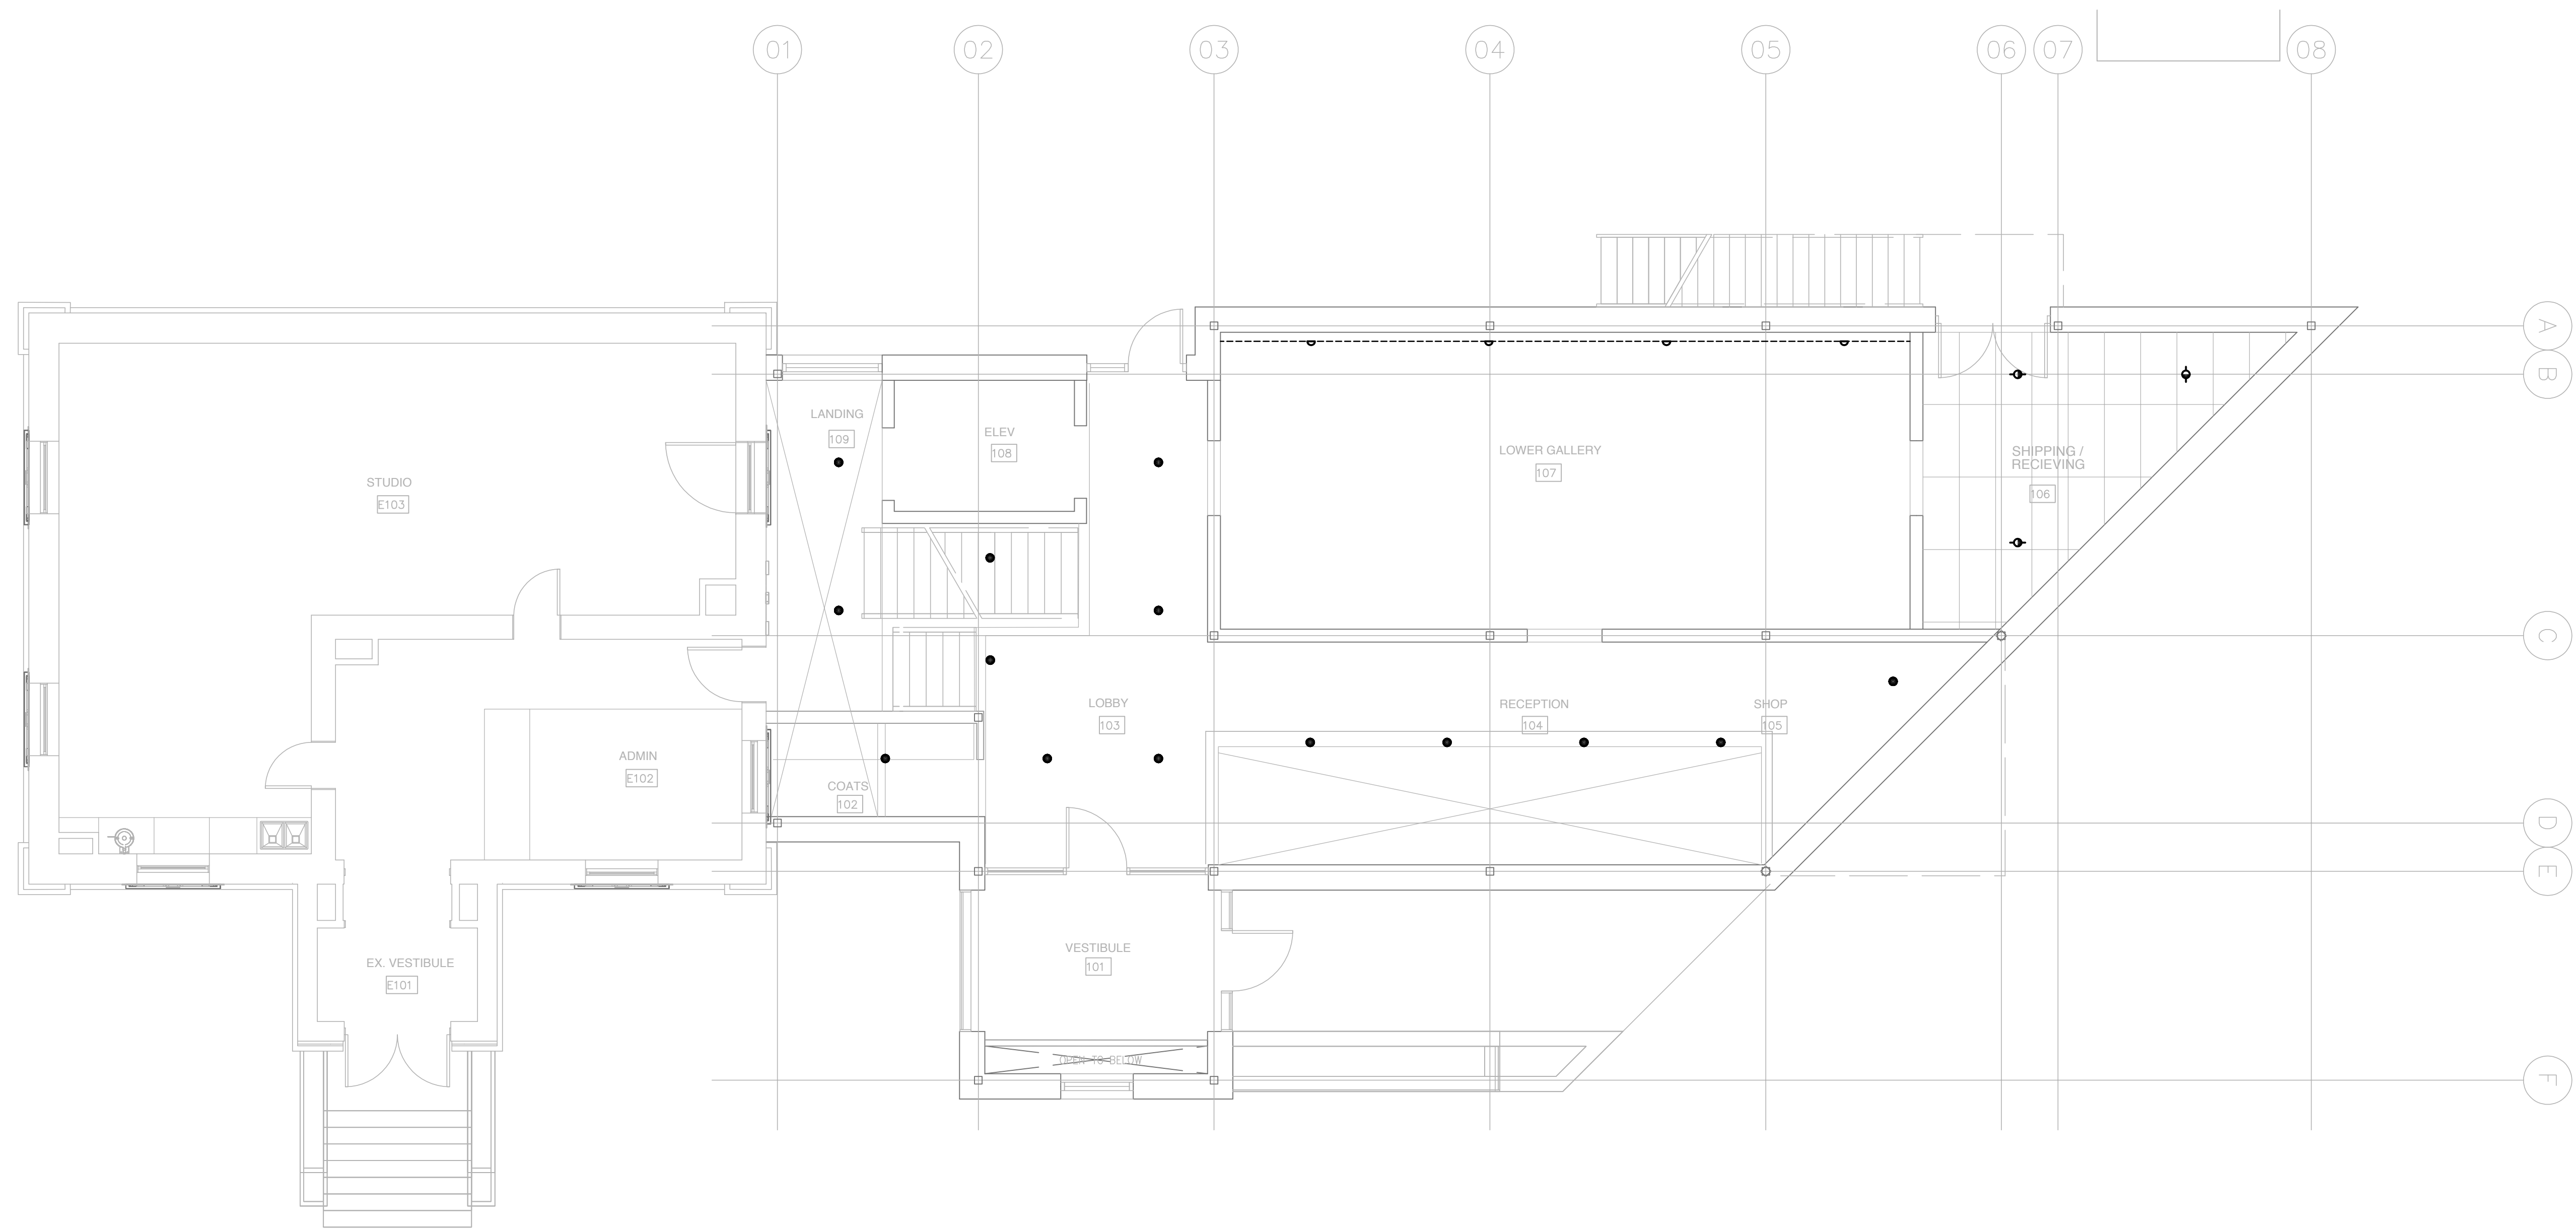 01 02 03 04 05 06 07 08
A
B
LANDING
109
ELEV
108
STUDIO
E103
LOWER GALLERY
107
SHIPPING /
RECIEVING
106
C
LOBBY
103
RECEPTION
104
SHOP
105
ADMIN
E102
COATS
102
D
E
VESTIBULE
101
EX. VESTIBULE
E101
OPEN TO BELOW
F